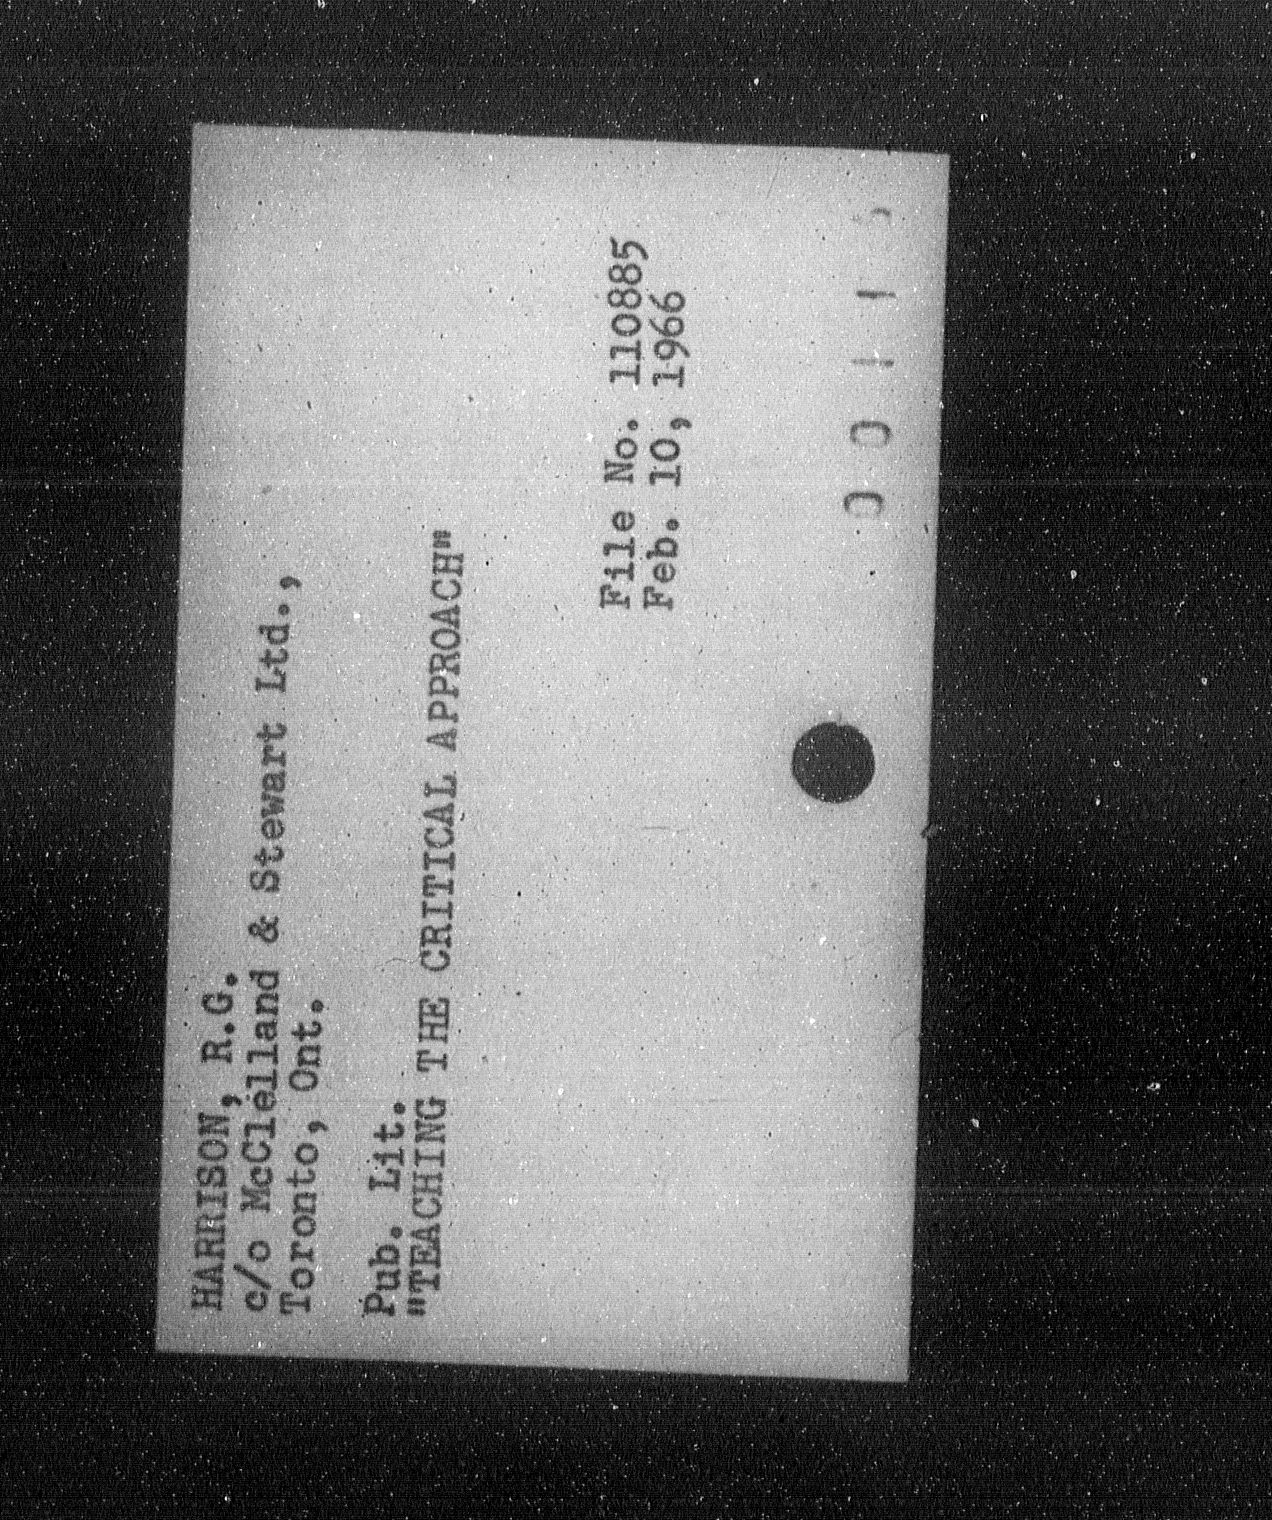 HARRISON, R.G.
c/o McClelland & Stewart Ltd.,
Toronto, Ont.
Pub. Lit.
"TEACHING THE CRITICAL APPROACH"
File No. 110885
Feb. 10, 1966